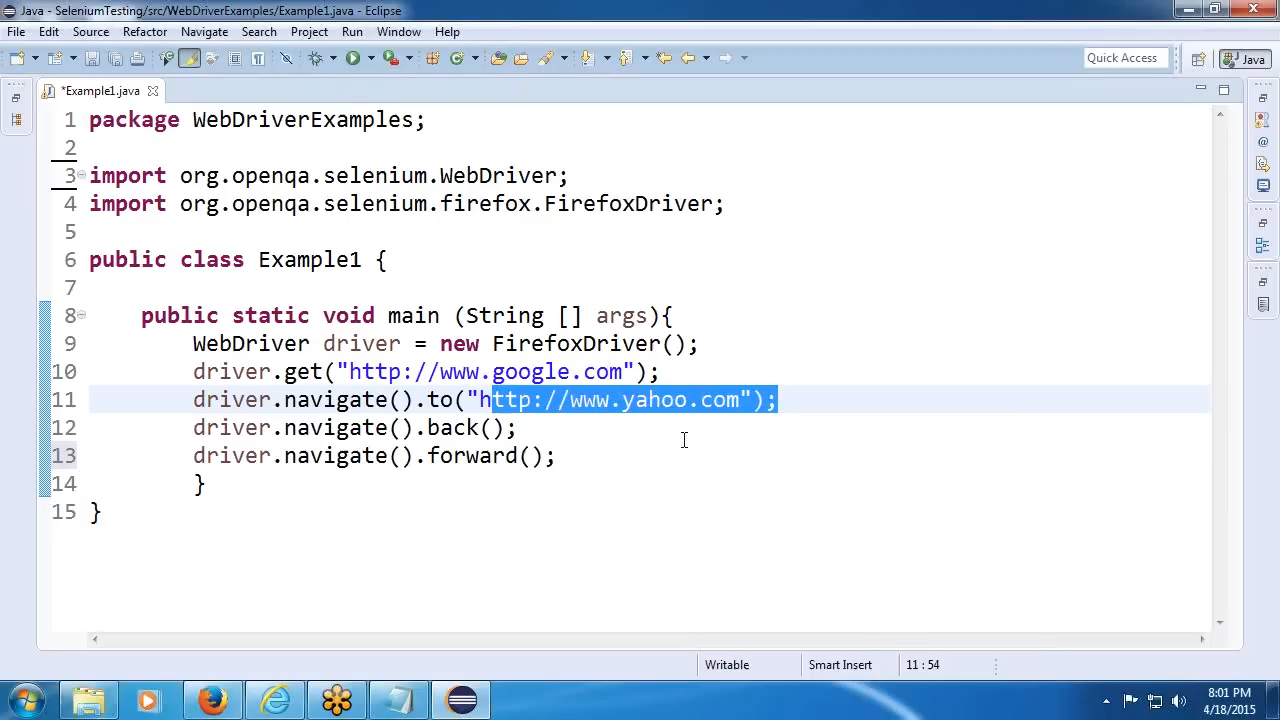 Java - SeleniumTesting/src/WebDriverExamples/Example1.java - Eclipse
File Edit Source Refactor Navigate Search Project Run Window Help
Quick Access
Java
*Example1.java
1 package WebDriverExamples;
2
3 import org.openqa.selenium.WebDriver;
4 import org.openqa.selenium.firefox.FirefoxDriver;
5
6 public class Example1 {
7
8 public static void main (String [] args){
9 WebDriver driver = new FirefoxDriver();
10 driver.get("http://www.google.com");
11 driver.navigate().to("http://www.yahoo.com");
12 driver.navigate().back();
13 driver.navigate().forward();
14 }
15 }
Writable Smart Insert 11 : 54
8:01 PM
4/18/2015